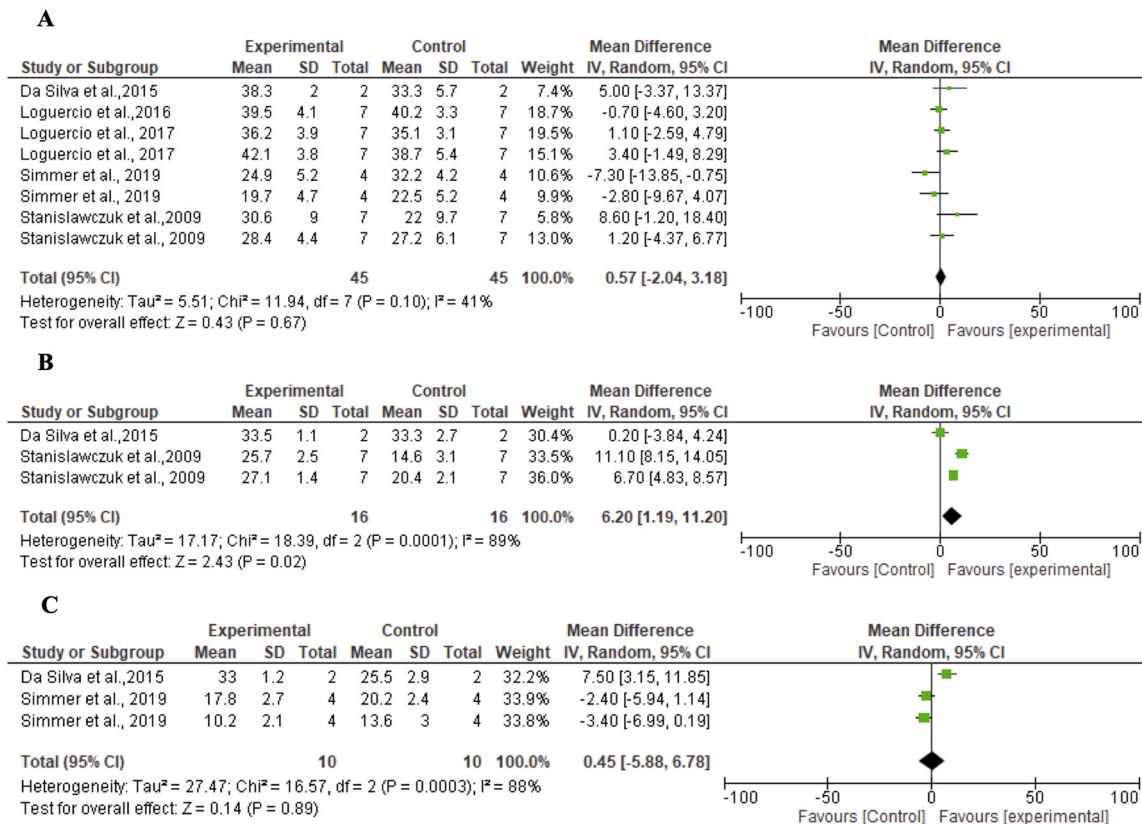 A
Experimental Control Mean Difference Mean Difference
Study or Subgroup Mean SD Total Mean SD Total Weight IV, Random, 95% CI IV, Random, 95% CI
Da Silva et al.,2015 38.3 2 2 33.3 5.7 2 7.4% 5.00 [-3.37, 13.37]
Loguercio et al.,2016 39.5 4.1 7 40.2 3.3 7 18.7% -0.70 [-4.60, 3.20]
Loguercio et al., 2017 36.2 3.9 7 35.1 3.1 7 19.5% 1.10 [-2.59, 4.79]
Loguercio et al., 2017 42.1 3.8 7 38.7 5.4 7 15.1% 3.40 [-1.49, 8.29]
Simmer et al., 2019 24.9 5.2 4 32.2 4.2 4 10.6% -7.30 [-13.85, -0.75]
Simmer et al., 2019 19.7 4.7 4 22.5 5.2 4 9.9% -2.80 [-9.67, 4.07]
Stanislawczuk et al.,2009 30.6 9 7 22 9.7 7 5.8% 8.60 [-1.20, 18.40]
Stanislawczuk et al., 2009 28.4 4.4 7 27.2 6.1 7 13.0% 1.20 [-4.37, 6.77]
Total (95% CI) 45 45 100.0% 0.57 [-2.04, 3.18]
Heterogeneity: Tau² = 5.51; Chi² = 11.94, df = 7 (P = 0.10); I² = 41%
Test for overall effect: Z = 0.43 (P = 0.67)
-100 -50 0 50 100
Favours [Control] Favours [experimental]
B
Experimental Control Mean Difference Mean Difference
Study or Subgroup Mean SD Total Mean SD Total Weight IV, Random, 95% CI IV, Random, 95% CI
Da Silva et al.,2015 33.5 1.1 2 33.3 2.7 2 30.4% 0.20 [-3.84, 4.24]
Stanislawczuk et al.,2009 25.7 2.5 7 14.6 3.1 7 33.5% 11.10 [8.15, 14.05]
Stanislawczuk et al., 2009 27.1 1.4 7 20.4 2.1 7 36.0% 6.70 [4.83, 8.57]
Total (95% CI) 16 16 100.0% 6.20 [1.19, 11.20]
Heterogeneity: Tau² = 17.17; Chi² = 18.39, df = 2 (P = 0.0001); I² = 89%
Test for overall effect: Z = 2.43 (P = 0.02)
-100 -50 0 50 100
Favours [Control] Favours [experimental]
C
Experimental Control Mean Difference Mean Difference
Study or Subgroup Mean SD Total Mean SD Total Weight IV, Random, 95% CI IV, Random, 95% CI
Da Silva et al.,2015 33 1.2 2 25.5 2.9 2 32.2% 7.50 [3.15, 11.85]
Simmer et al., 2019 17.8 2.7 4 20.2 2.4 4 33.9% -2.40 [-5.94, 1.14]
Simmer et al., 2019 10.2 2.1 4 13.6 3 4 33.8% -3.40 [-6.99, 0.19]
Total (95% CI) 10 10 100.0% 0.45 [-5.88, 6.78]
Heterogeneity: Tau² = 27.47; Chi² = 16.57, df = 2 (P = 0.0003); I² = 88%
Test for overall effect: Z = 0.14 (P = 0.89)
-100 -50 0 50 100
Favours [Control] Favours [experimental]